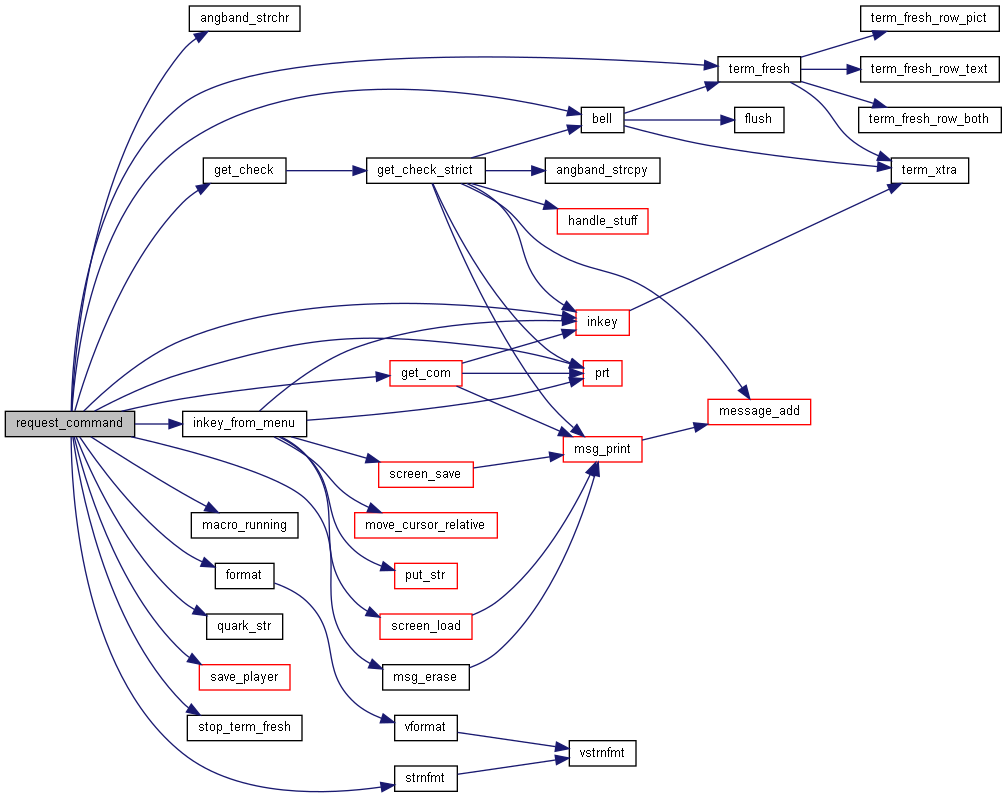 angband_strchr
term_fresh_row_pict
term_fresh
term_fresh_row_text
bell
flush
term_fresh_row_both
get_check
get_check_strict
angband_strcpy
term_xtra
handle_stuff
inkey
get_com
prt
message_add
request_command
inkey_from_menu
msg_print
screen_save
macro_running
move_cursor_relative
format
put_str
quark_str
screen_load
save_player
msg_erase
stop_term_fresh
vformat
vstrnfmt
strnfmt